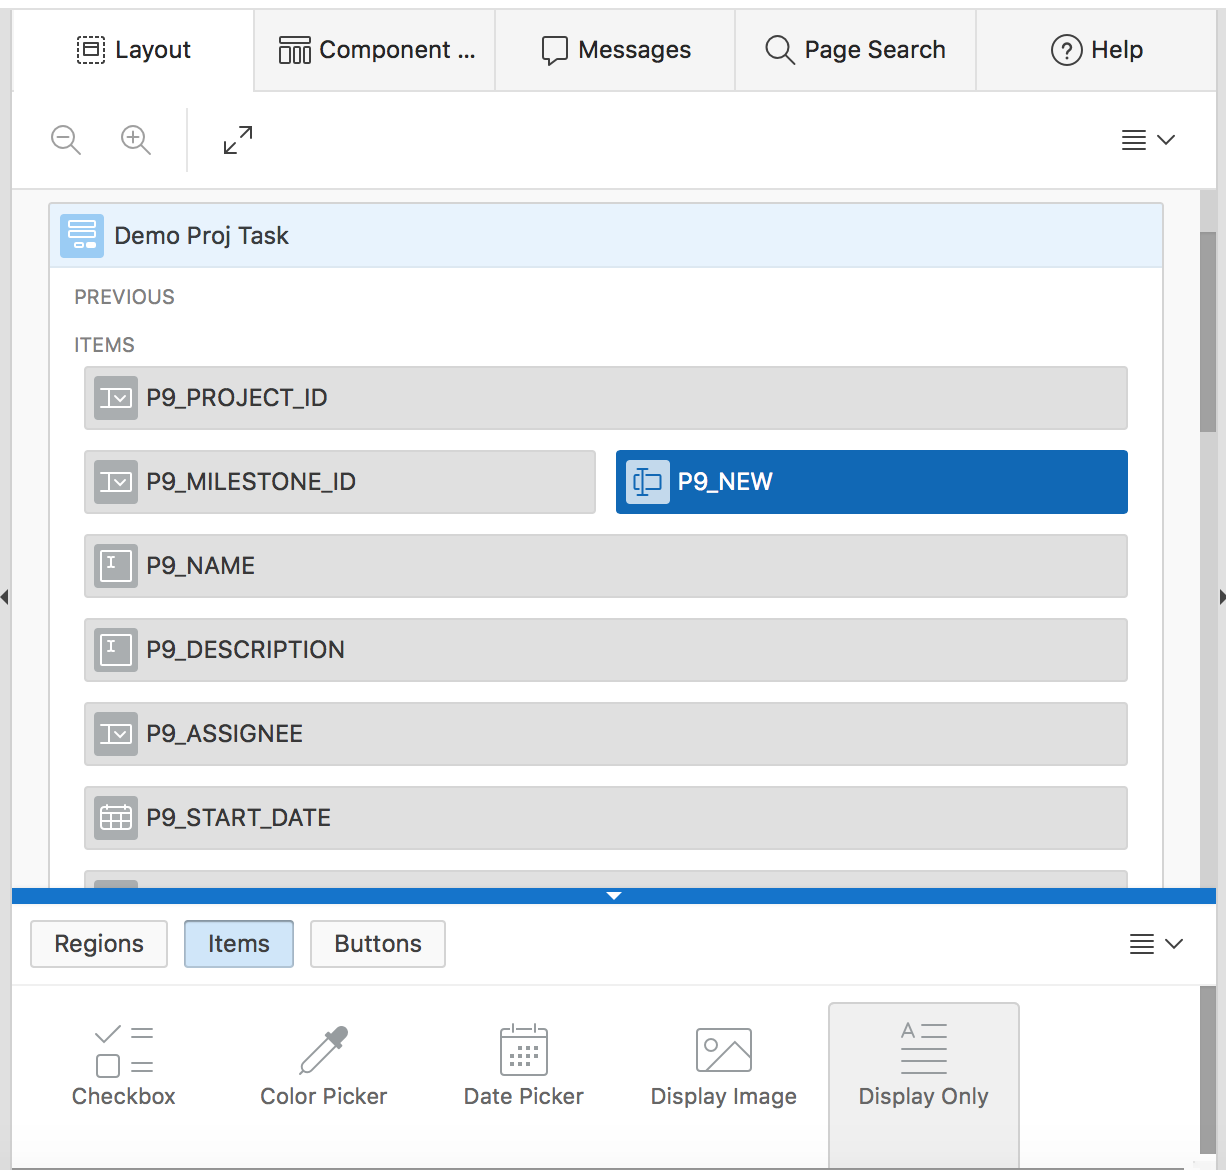 Layout
Component ...
Messages
Page Search
Help
Demo Proj Task
PREVIOUS
ITEMS
P9_PROJECT_ID
P9_MILESTONE_ID
P9_NEW
P9_NAME
P9_DESCRIPTION
P9_ASSIGNEE
P9_START_DATE
Regions
Items
Buttons
Checkbox
Color Picker
Date Picker
Display Image
Display Only